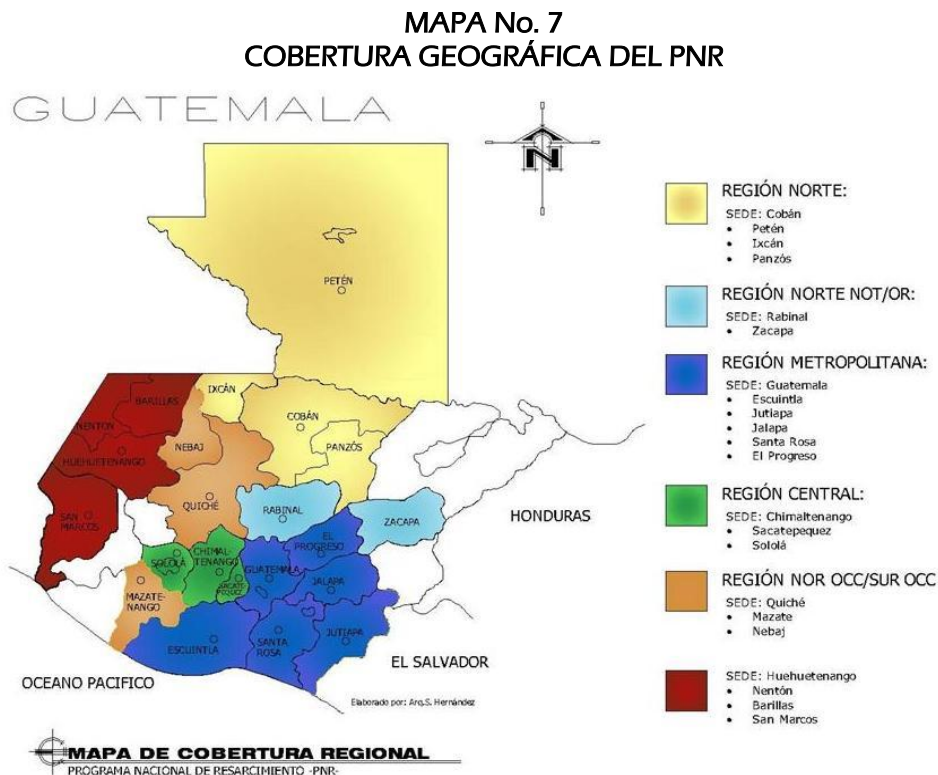 MAPA No. 7
COBERTURA GEOGRÁFICA DEL PNR
GUATEMALA
N
PETÉN
IXCÁN
BARILLAS
COBÁN
NENTÓN
NEBAJ
PANZÓS
HUEHUETENANGO
QUICHÉ
SAN
MARCOS
RABINAL
ZACAPA
HONDURAS
EL
PROGRESO
SOLOLÁ
CHIMAL-
TENANGO
GUATEMALA
SACATE-
PEQUEZ
JALAPA
MAZATE-
NANGO
ESCUINTLA
SANTA
ROSA
JUTIAPA
EL SALVADOR
OCEANO PACIFICO
Elaborado por: Arq.S. Hernández
REGIÓN NORTE:
SEDE: Cobán
• Petén
• Ixcán
• Panzós
REGIÓN NORTE NOT/OR:
SEDE: Rabinal
• Zacapa
REGIÓN METROPOLITANA:
SEDE: Guatemala
• Escuintla
• Jutiapa
• Jalapa
• Santa Rosa
• El Progreso
REGIÓN CENTRAL:
SEDE: Chimaltenango
• Sacatepequez
• Sololá
REGIÓN NOR OCC/SUR OCC
SEDE: Quiché
• Mazate
• Nebaj
SEDE: Huehuetenango
• Nentón
• Barillas
• San Marcos
MAPA DE COBERTURA REGIONAL
PROGRAMA NACIONAL DE RESARCIMIENTO -PNR-